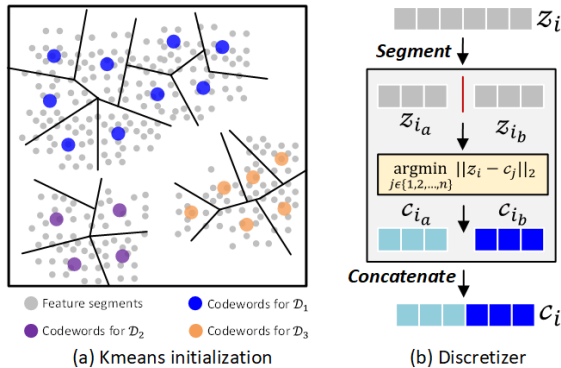 z_i
Segment
z_{i_a} z_{i_b}
argmin ||z_i − c_j||_2
j∈{1,2,...,n}
c_{i_a} c_{i_b}
Concatenate
c_i
Feature segments
Codewords for 𝒟_1
Codewords for 𝒟_2
Codewords for 𝒟_3
(a) Kmeans initialization
(b) Discretizer